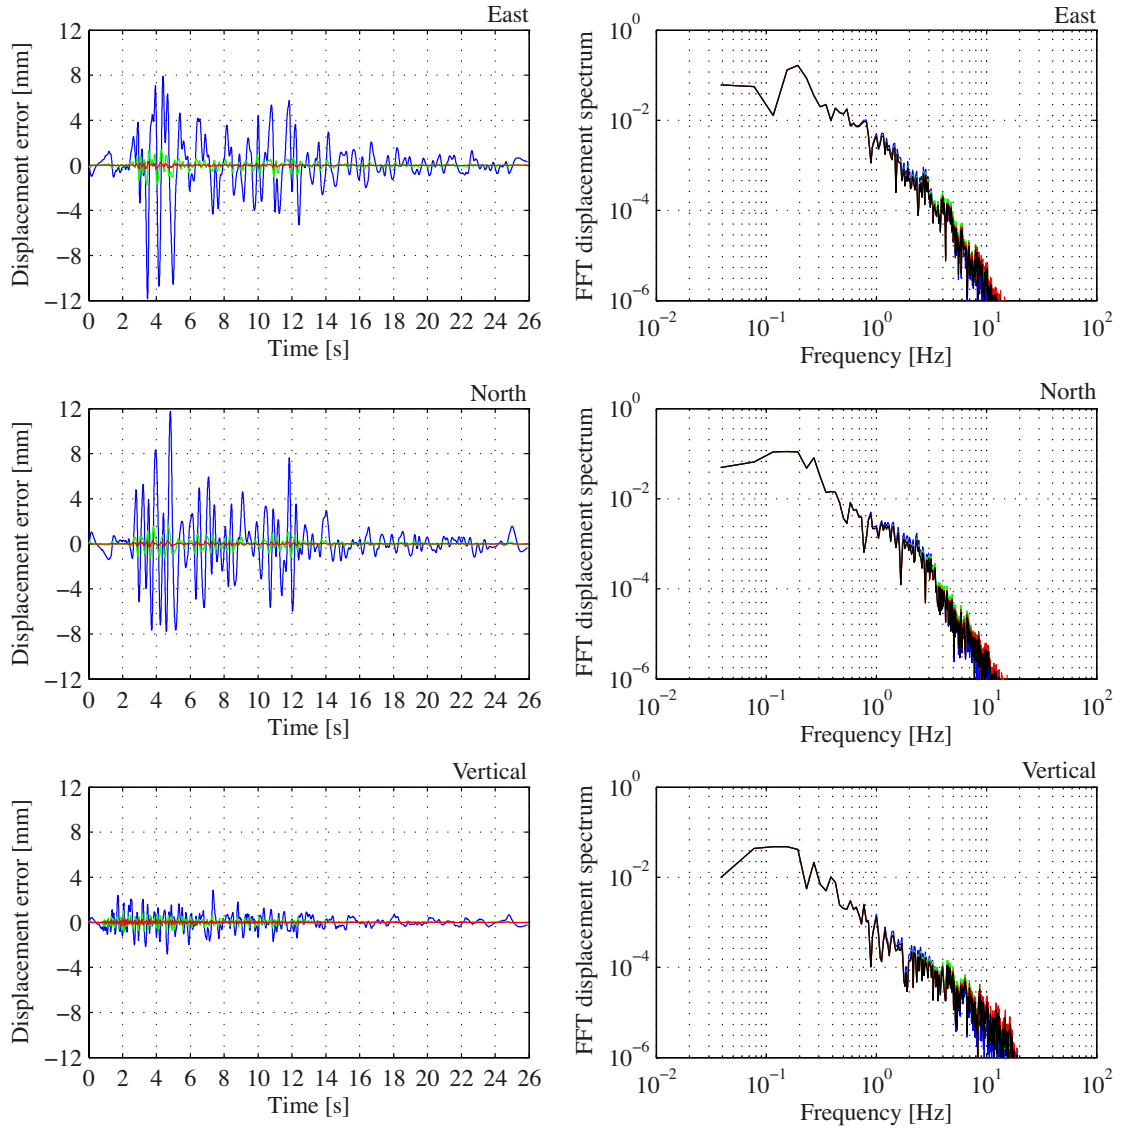 East
Displacement error [mm]
12
8
4
0
−4
−8
−12
0 2 4 6 8 10 12 14 16 18 20 22 24 26
Time [s]
East
FFT displacement spectrum
10^0
10^−2
10^−4
10^−6
10^−2 10^−1 10^0 10^1 10^2
Frequency [Hz]
North
Displacement error [mm]
12
8
4
0
−4
−8
−12
0 2 4 6 8 10 12 14 16 18 20 22 24 26
Time [s]
North
FFT displacement spectrum
10^0
10^−2
10^−4
10^−6
10^−2 10^−1 10^0 10^1 10^2
Frequency [Hz]
Vertical
Displacement error [mm]
12
8
4
0
−4
−8
−12
0 2 4 6 8 10 12 14 16 18 20 22 24 26
Time [s]
Vertical
FFT displacement spectrum
10^0
10^−2
10^−4
10^−6
10^−2 10^−1 10^0 10^1 10^2
Frequency [Hz]